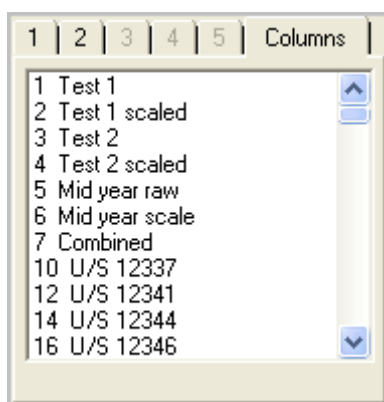 1 2 3 4 5 Columns
1 Test 1
2 Test 1 scaled
3 Test 2
4 Test 2 scaled
5 Mid year raw
6 Mid year scale
7 Combined
10 U/S 12337
12 U/S 12341
14 U/S 12344
16 U/S 12346